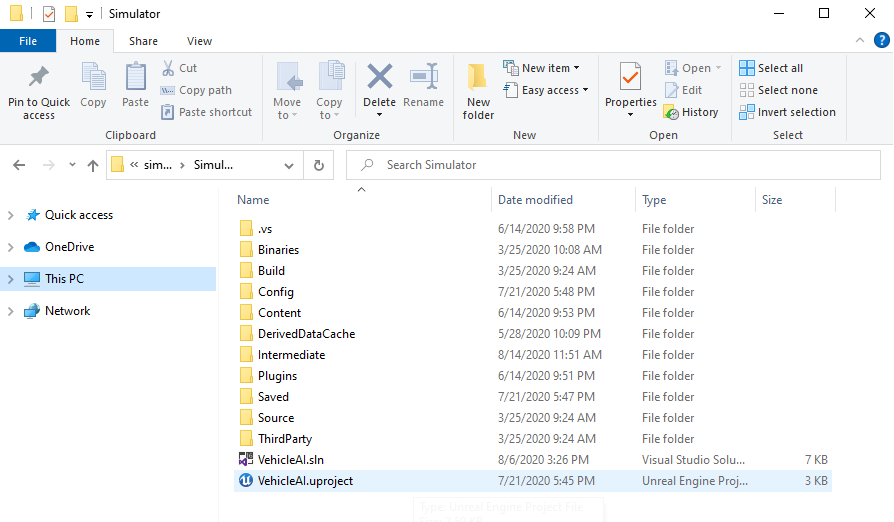 Simulator
File Home Share View
Pin to Quick access
Copy
Paste
Cut
Copy path
Paste shortcut
Clipboard
Move to
Copy to
Delete
Rename
Organize
New folder
New item
Easy access
New
Properties
Open
Edit
History
Open
Select all
Select none
Invert selection
Select
« sim... › Simul...
Search Simulator
Quick access
OneDrive
This PC
Network
Name Date modified Type Size
.vs 6/14/2020 9:58 PM File folder
Binaries 3/25/2020 10:08 AM File folder
Build 3/25/2020 9:24 AM File folder
Config 7/21/2020 5:48 PM File folder
Content 6/14/2020 9:53 PM File folder
DerivedDataCache 5/28/2020 10:09 PM File folder
Intermediate 8/14/2020 11:51 AM File folder
Plugins 6/14/2020 9:51 PM File folder
Saved 7/21/2020 5:47 PM File folder
Source 3/25/2020 9:24 AM File folder
ThirdParty 3/25/2020 9:24 AM File folder
VehicleAI.sln 8/6/2020 3:26 PM Visual Studio Solu... 7 KB
VehicleAI.uproject 7/21/2020 5:45 PM Unreal Engine Proj... 3 KB
Type: Unreal Engine Project File